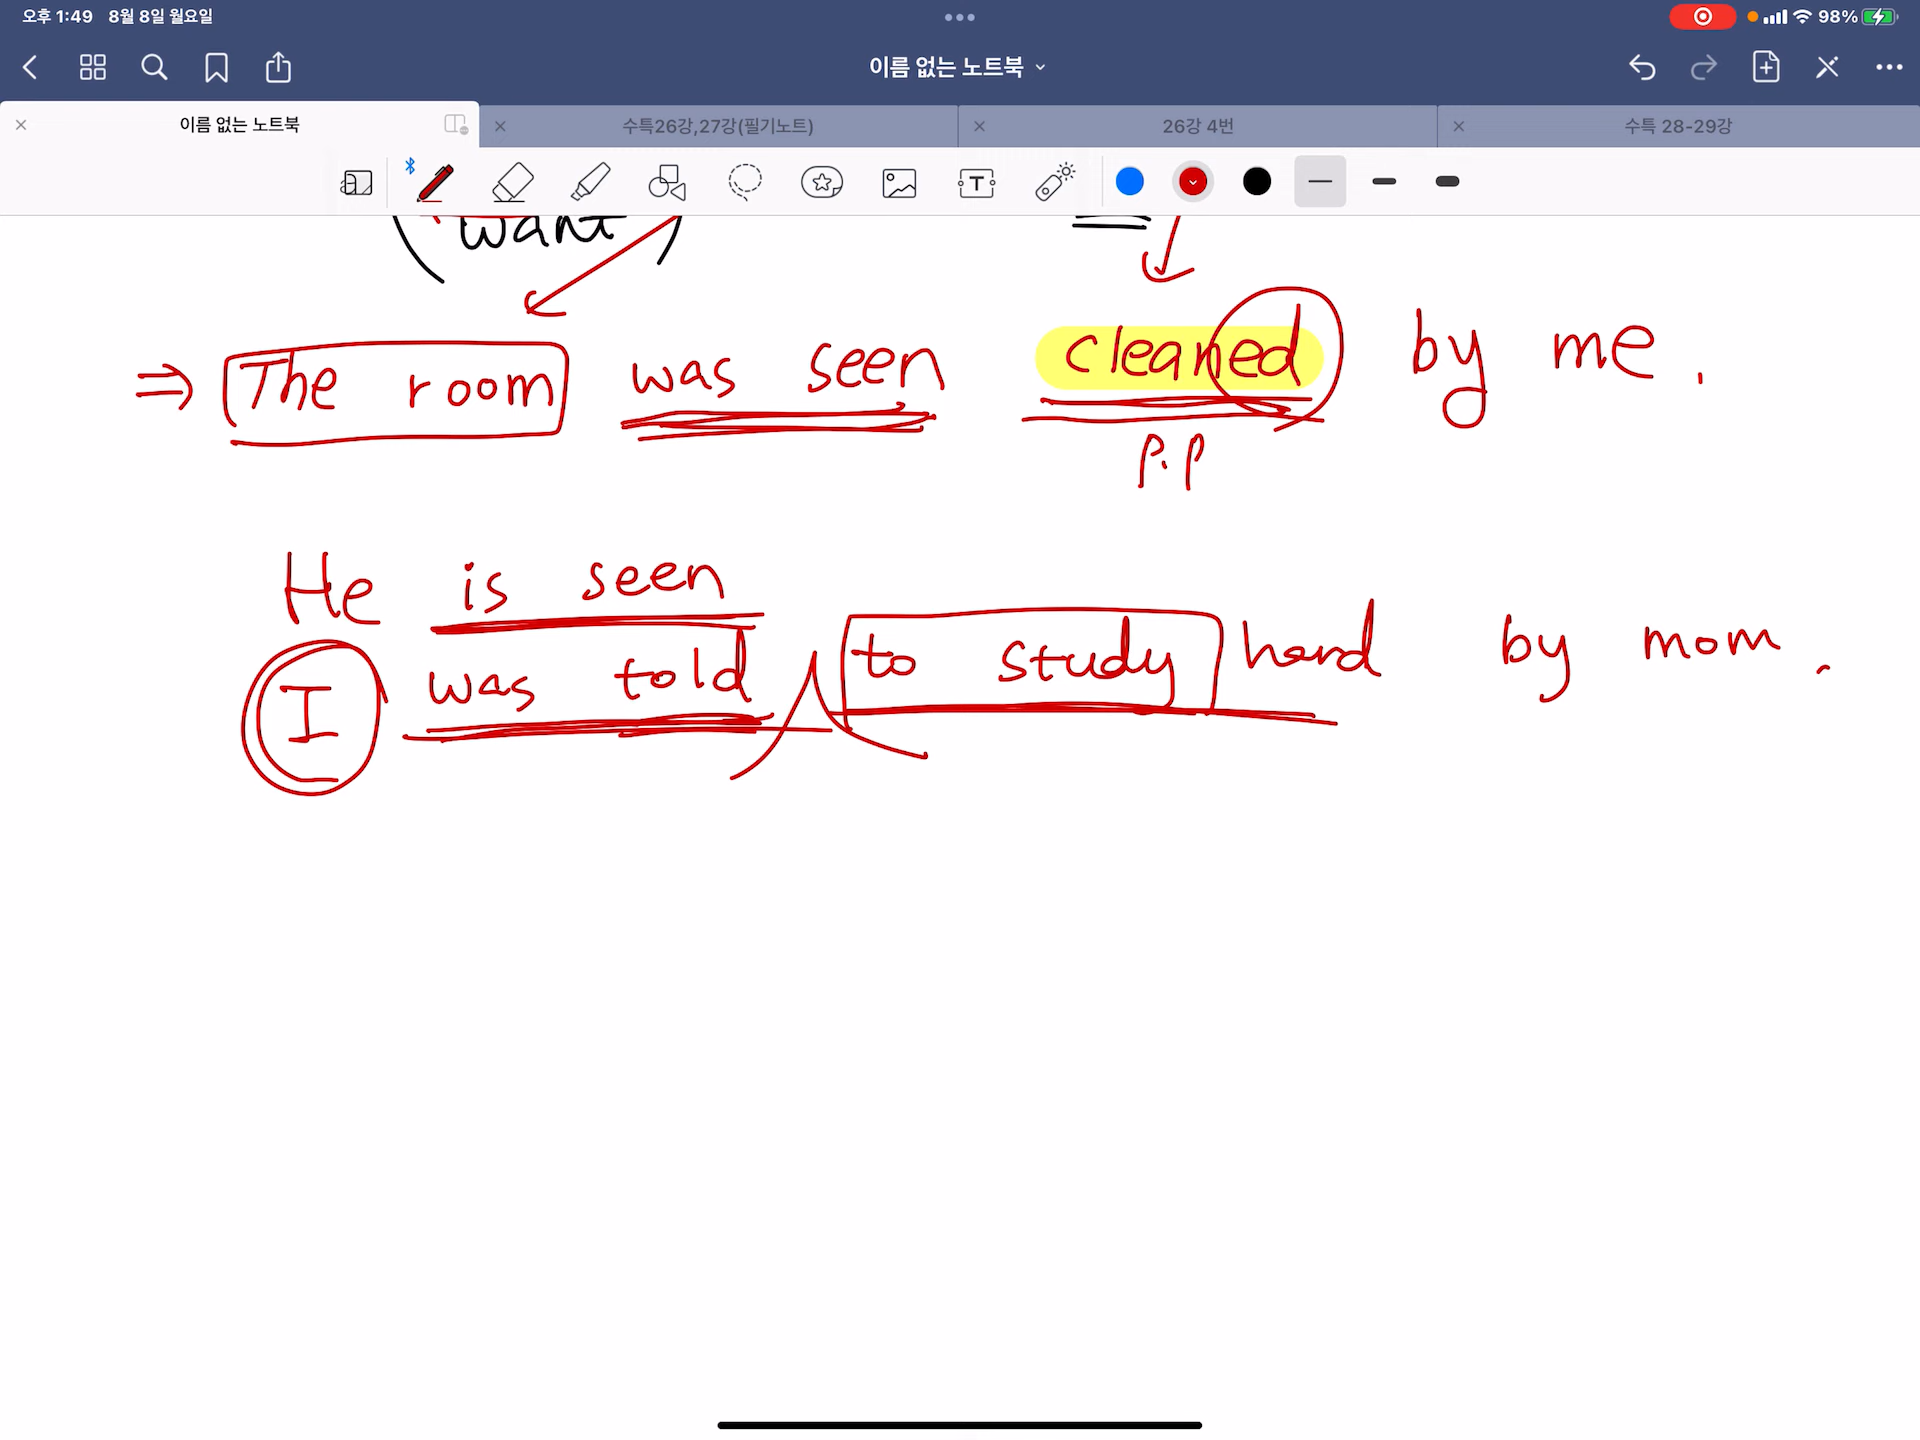 오후 1:49 8월 8일 월요일
98%
이름 없는 노트북
이름 없는 노트북
수특26강,27강(필기노트)
26강 4번
수특 28-29강
want
⇒ The room was seen cleaned by me.
p.p
He is seen
I was told to study hard by mom.